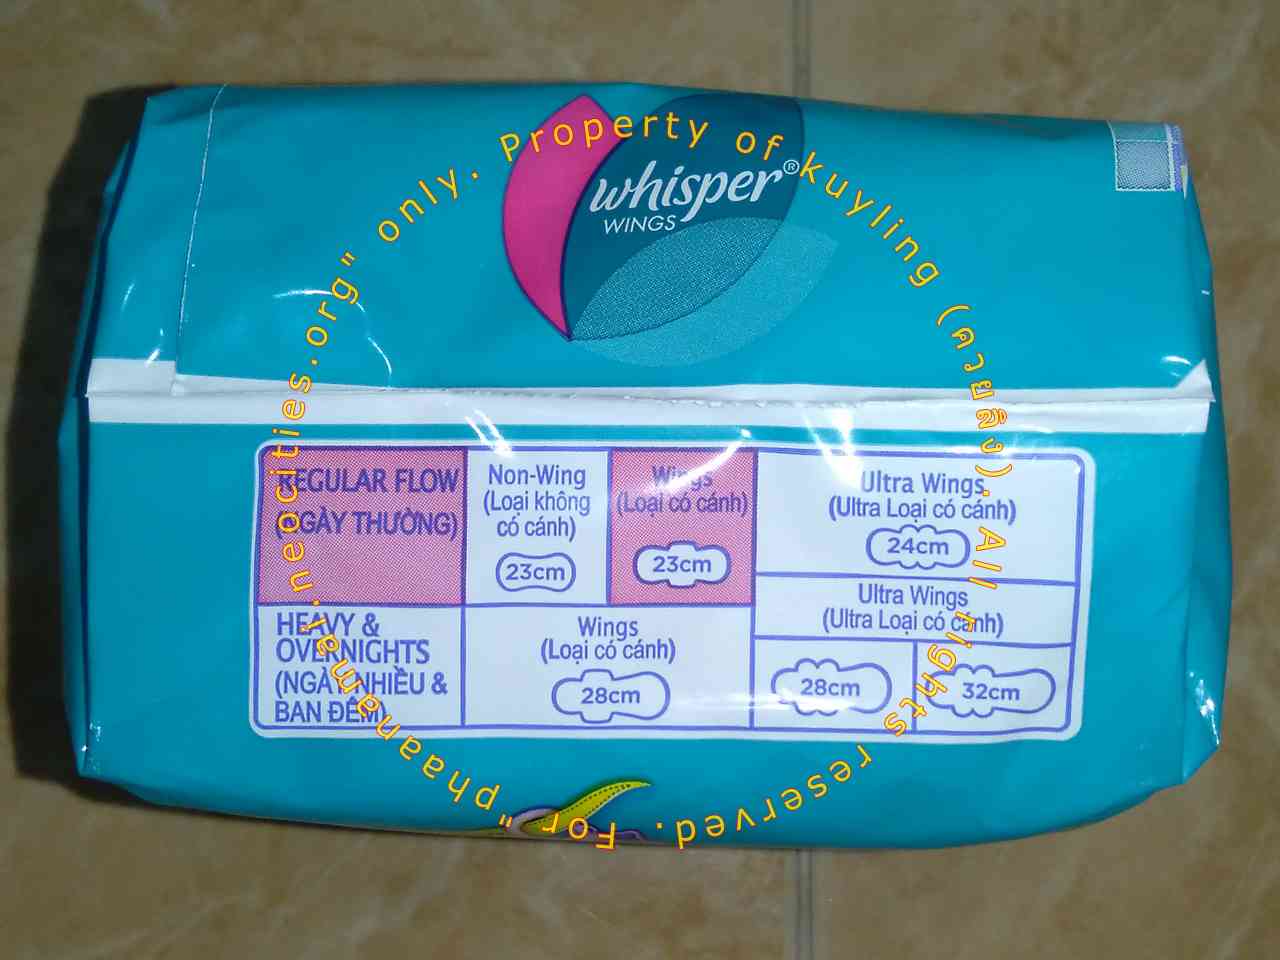 whisper®
WINGS
REGULAR FLOW
(NGÀY THƯỜNG)
Non-Wing
(Loại không
có cánh)
23cm
Wings
(Loại có cánh)
23cm
Ultra Wings
(Ultra Loại có cánh)
24cm
HEAVY &
OVERNIGHTS
(NGÀY NHIỀU &
BAN ĐÊM)
Wings
(Loại có cánh)
28cm
Ultra Wings
(Ultra Loại có cánh)
28cm
32cm
Property of kuyling (ควยลิง). All rights reserved. For "phaanamai.neocities.org" only.